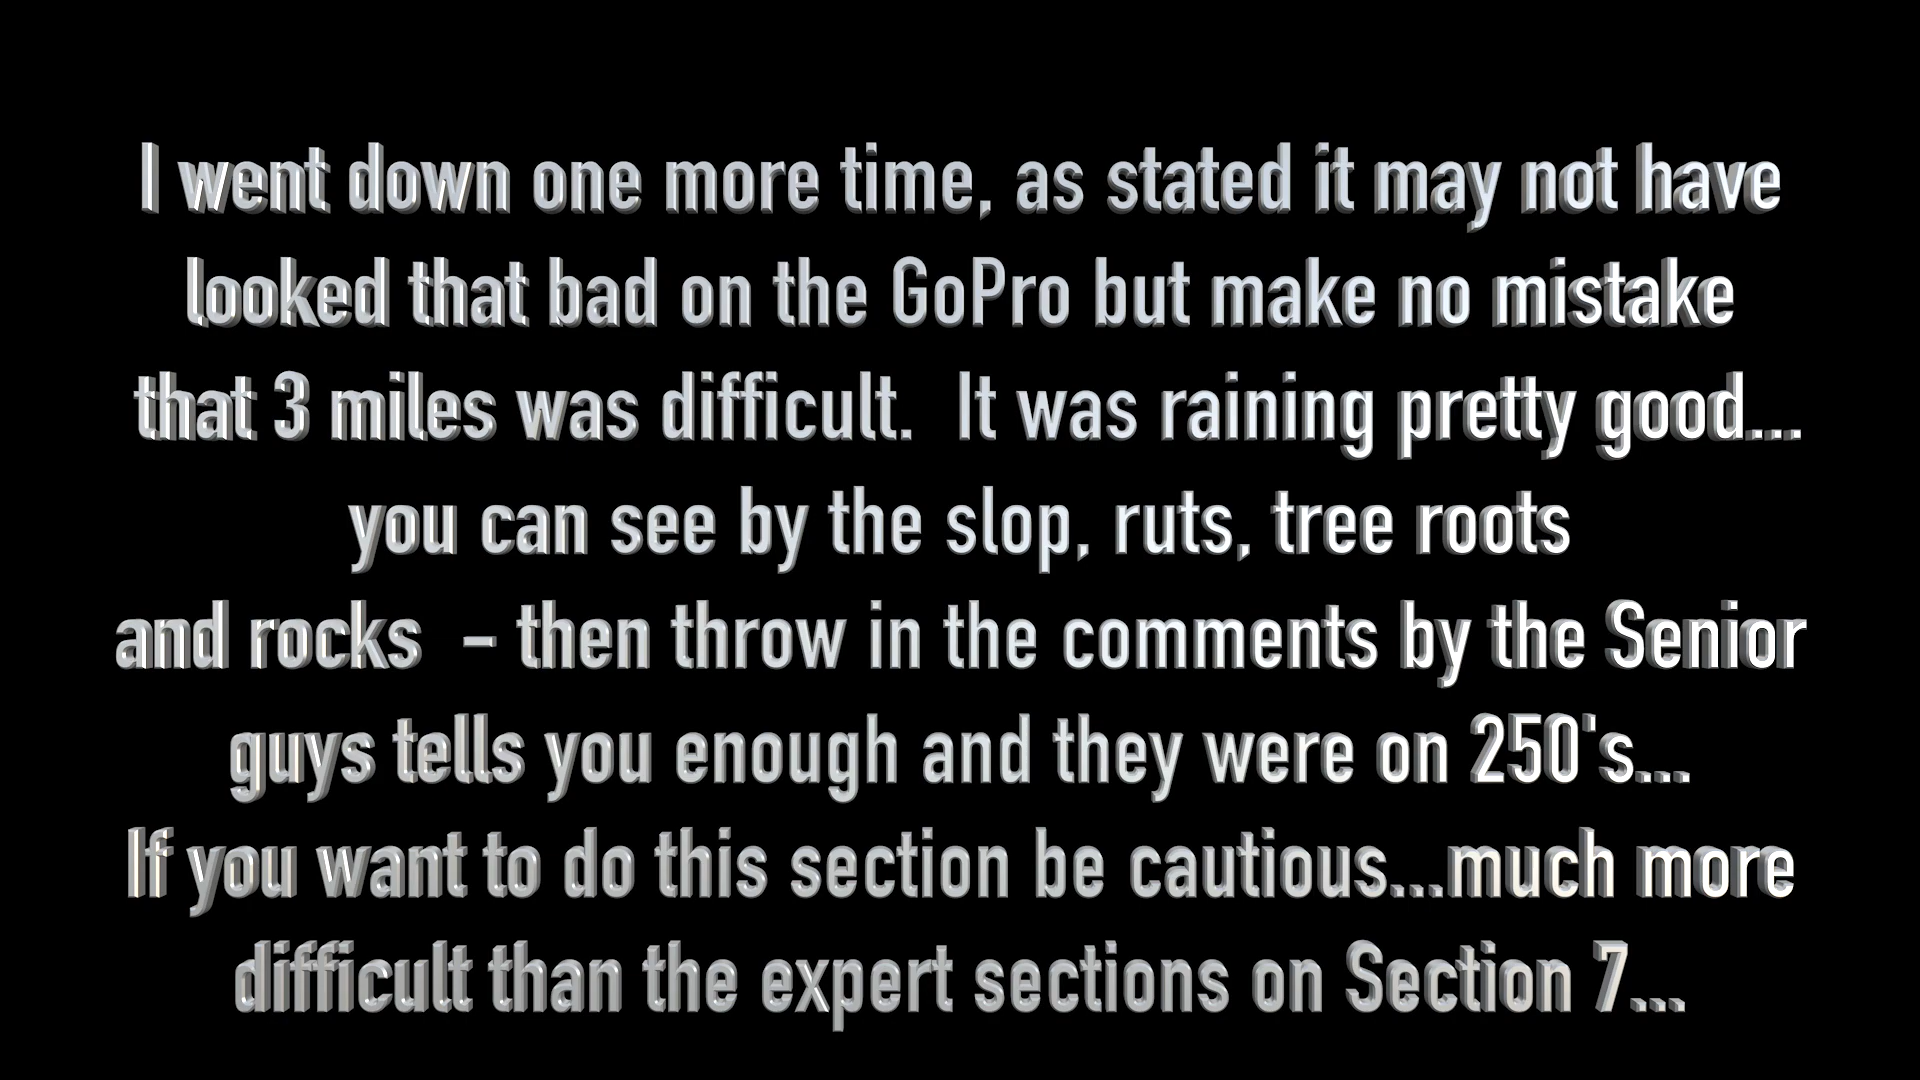 I went down one more time, as stated it may not have
looked that bad on the GoPro but make no mistake
that 3 miles was difficult.  It was raining pretty good...
you can see by the slop, ruts, tree roots
and rocks  – then throw in the comments by the Senior
guys tells you enough and they were on 250's...
If you want to do this section be cautious...much more
difficult than the expert sections on Section 7...